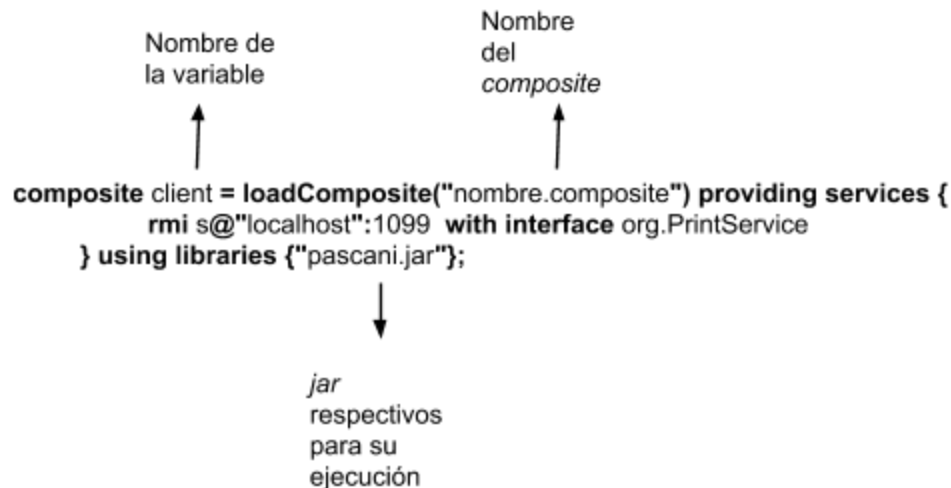 Nombre de
la variable
Nombre
del
composite
composite client = loadComposite("nombre.composite") providing services {
rmi s@"localhost":1099 with interface org.PrintService
} using libraries {"pascani.jar"};
jar
respectivos
para su
ejecución